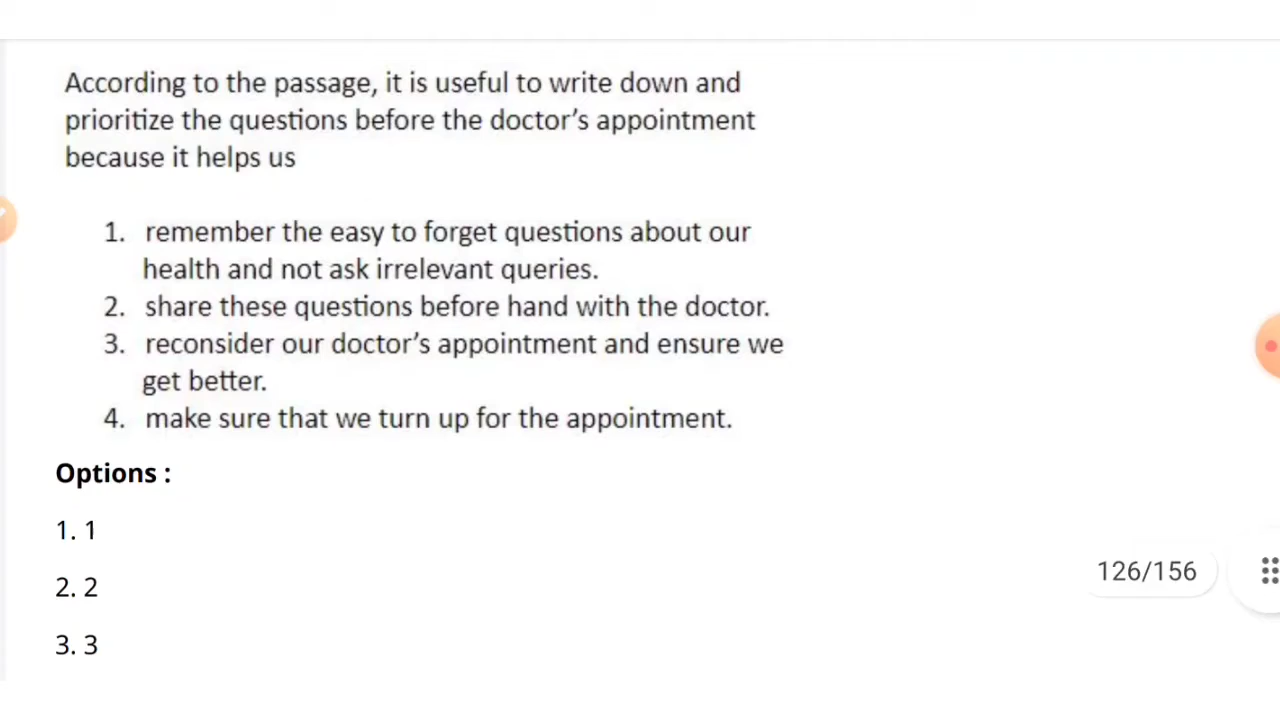 According to the passage, it is useful to write down and
prioritize the questions before the doctor's appointment
because it helps us
1. remember the easy to forget questions about our
health and not ask irrelevant queries.
2. share these questions before hand with the doctor.
3. reconsider our doctor's appointment and ensure we
get better.
4. make sure that we turn up for the appointment.
Options :
1. 1
2. 2
126/156
3. 3